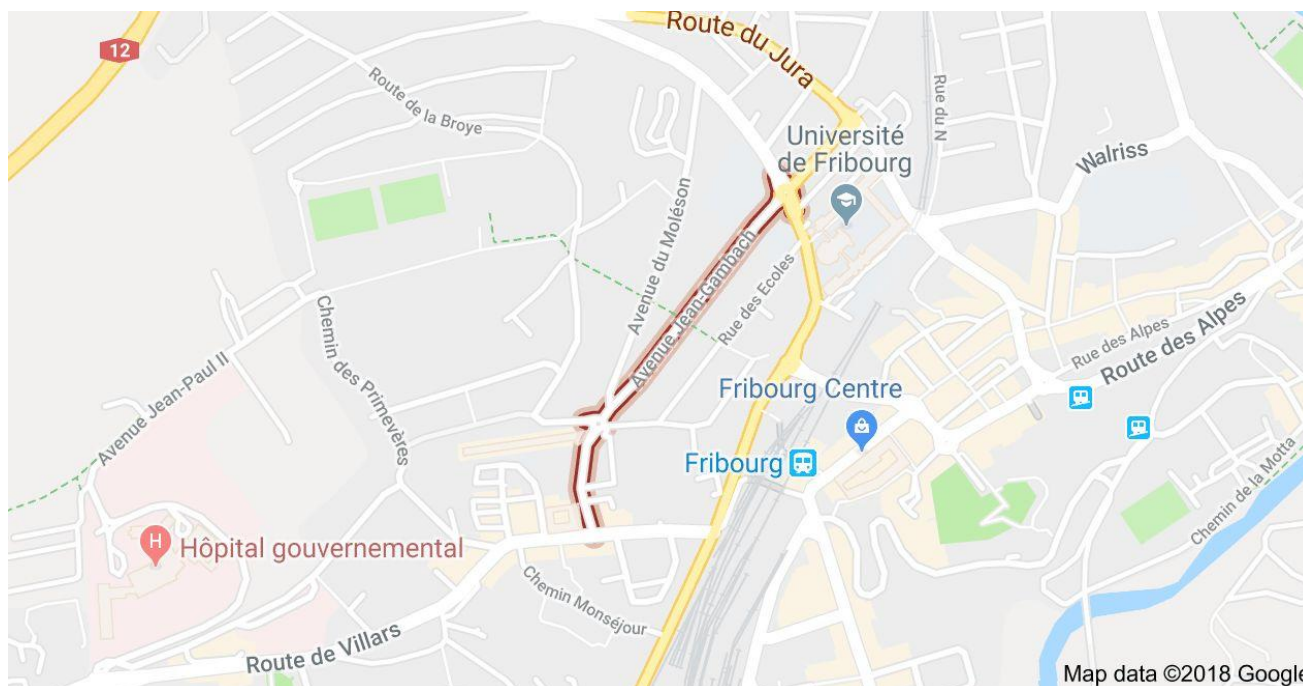 Route du Jura
12
Route de la Broye
Rue du N
Université
de Fribourg
Walriss
Avenue du Moléson
Avenue Jean-Gambach
Rue des Ecoles
Chemin des Primevères
Rue des Alpes
Route des Alpes
Avenue Jean-Paul II
Fribourg Centre
Fribourg
Chemin de la Motta
H
Hôpital gouvernemental
Chemin Monséjour
Route de Villars
Map data ©2018 Google